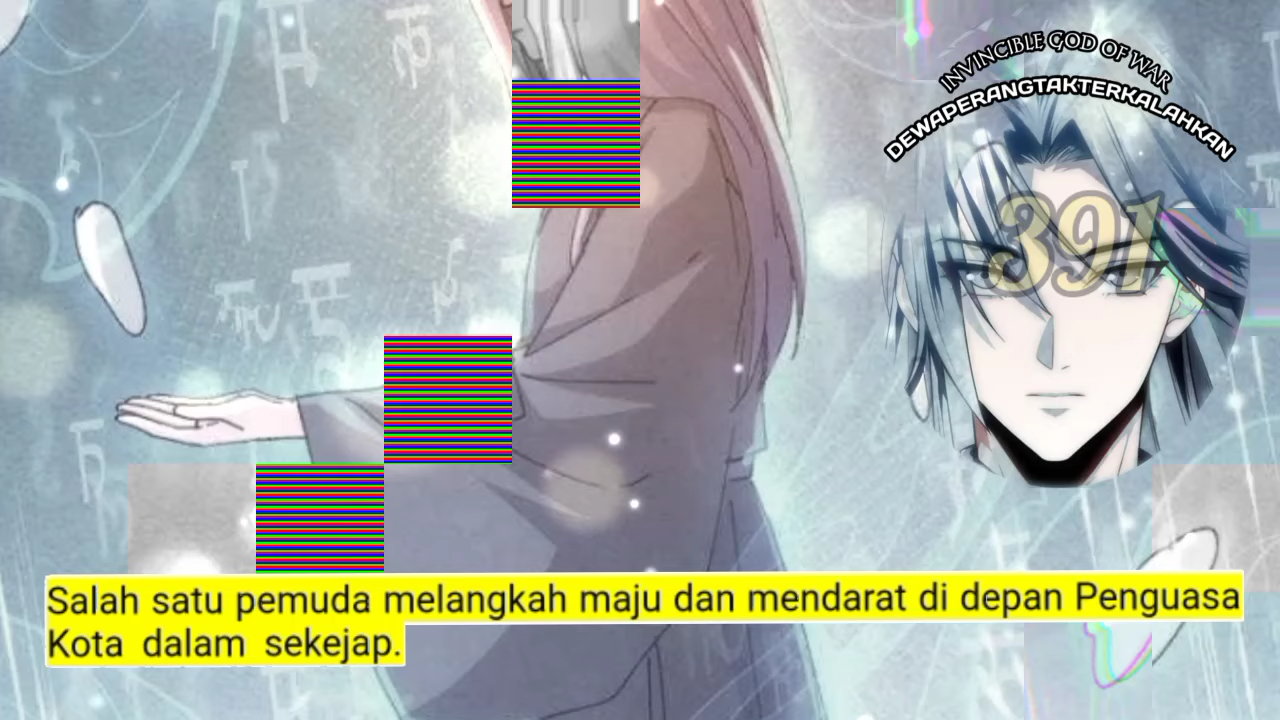 INVINCIBLE GOD OF WAR
DEWAPERANGTAKTERKALAHKAN
391
Salah satu pemuda melangkah maju dan mendarat di depan Penguasa
Kota dalam sekejap.